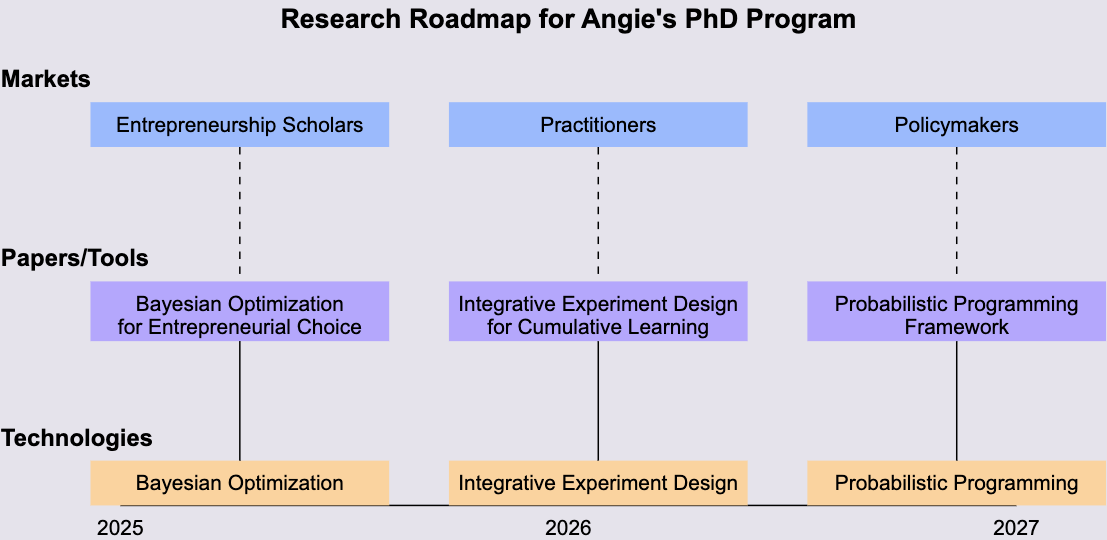 Research Roadmap for Angie's PhD Program
Markets
Entrepreneurship Scholars
Practitioners
Policymakers
Papers/Tools
Bayesian Optimization
for Entrepreneurial Choice
Integrative Experiment Design
for Cumulative Learning
Probabilistic Programming
Framework
Technologies
Bayesian Optimization
Integrative Experiment Design
Probabilistic Programming
2025
2026
2027